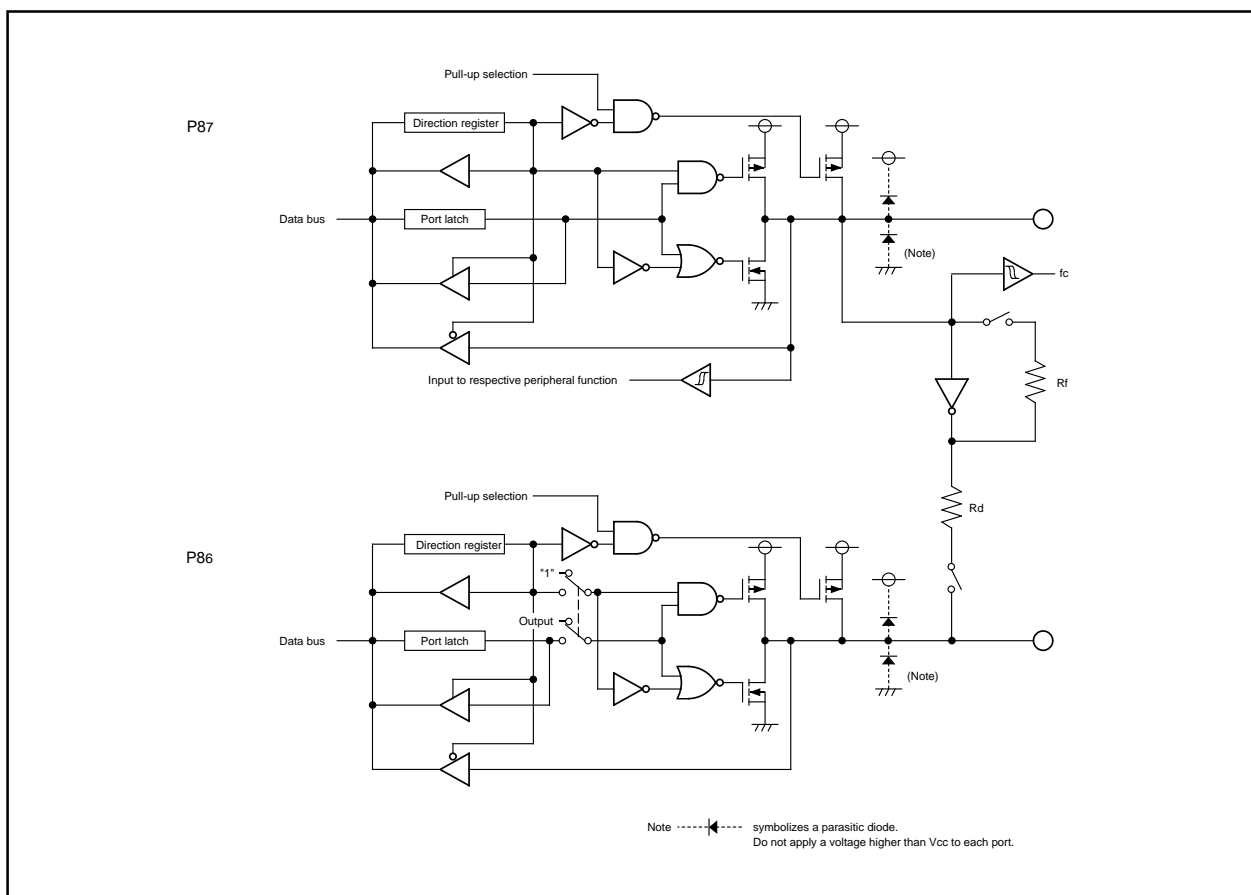 Pull-up selection
P87
Direction register
Data bus
Port latch
(Note)
fc
Input to respective peripheral function
Rf
Rd
Pull-up selection
Direction register
P86
"1"
Output
Data bus
Port latch
(Note)
Note
symbolizes a parasitic diode.
Do not apply a voltage higher than Vcc to each port.